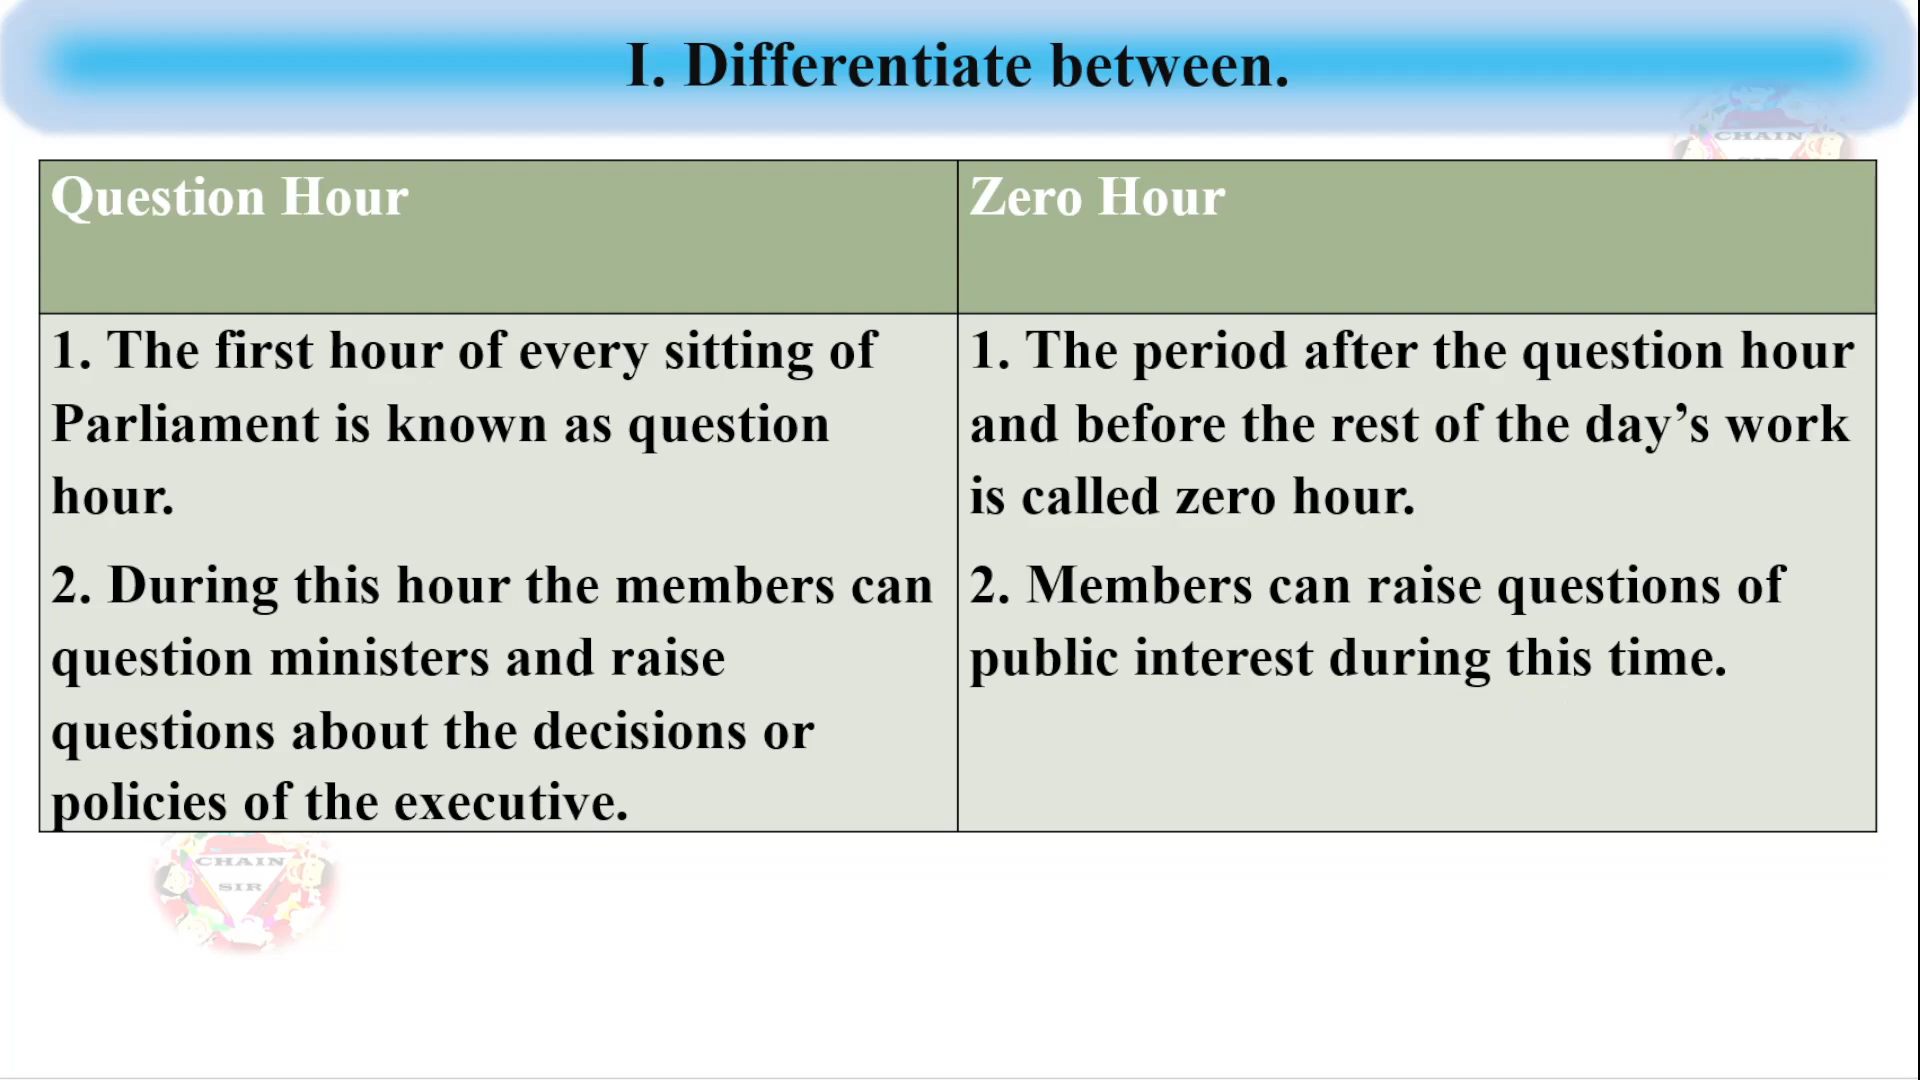 I. Differentiate between.
CHAIN
Question Hour
Zero Hour
1. The first hour of every sitting of
Parliament is known as question
hour.
2. During this hour the members can
question ministers and raise
questions about the decisions or
policies of the executive.
1. The period after the question hour
and before the rest of the day’s work
is called zero hour.
2. Members can raise questions of
public interest during this time.
CHAIN
SIR